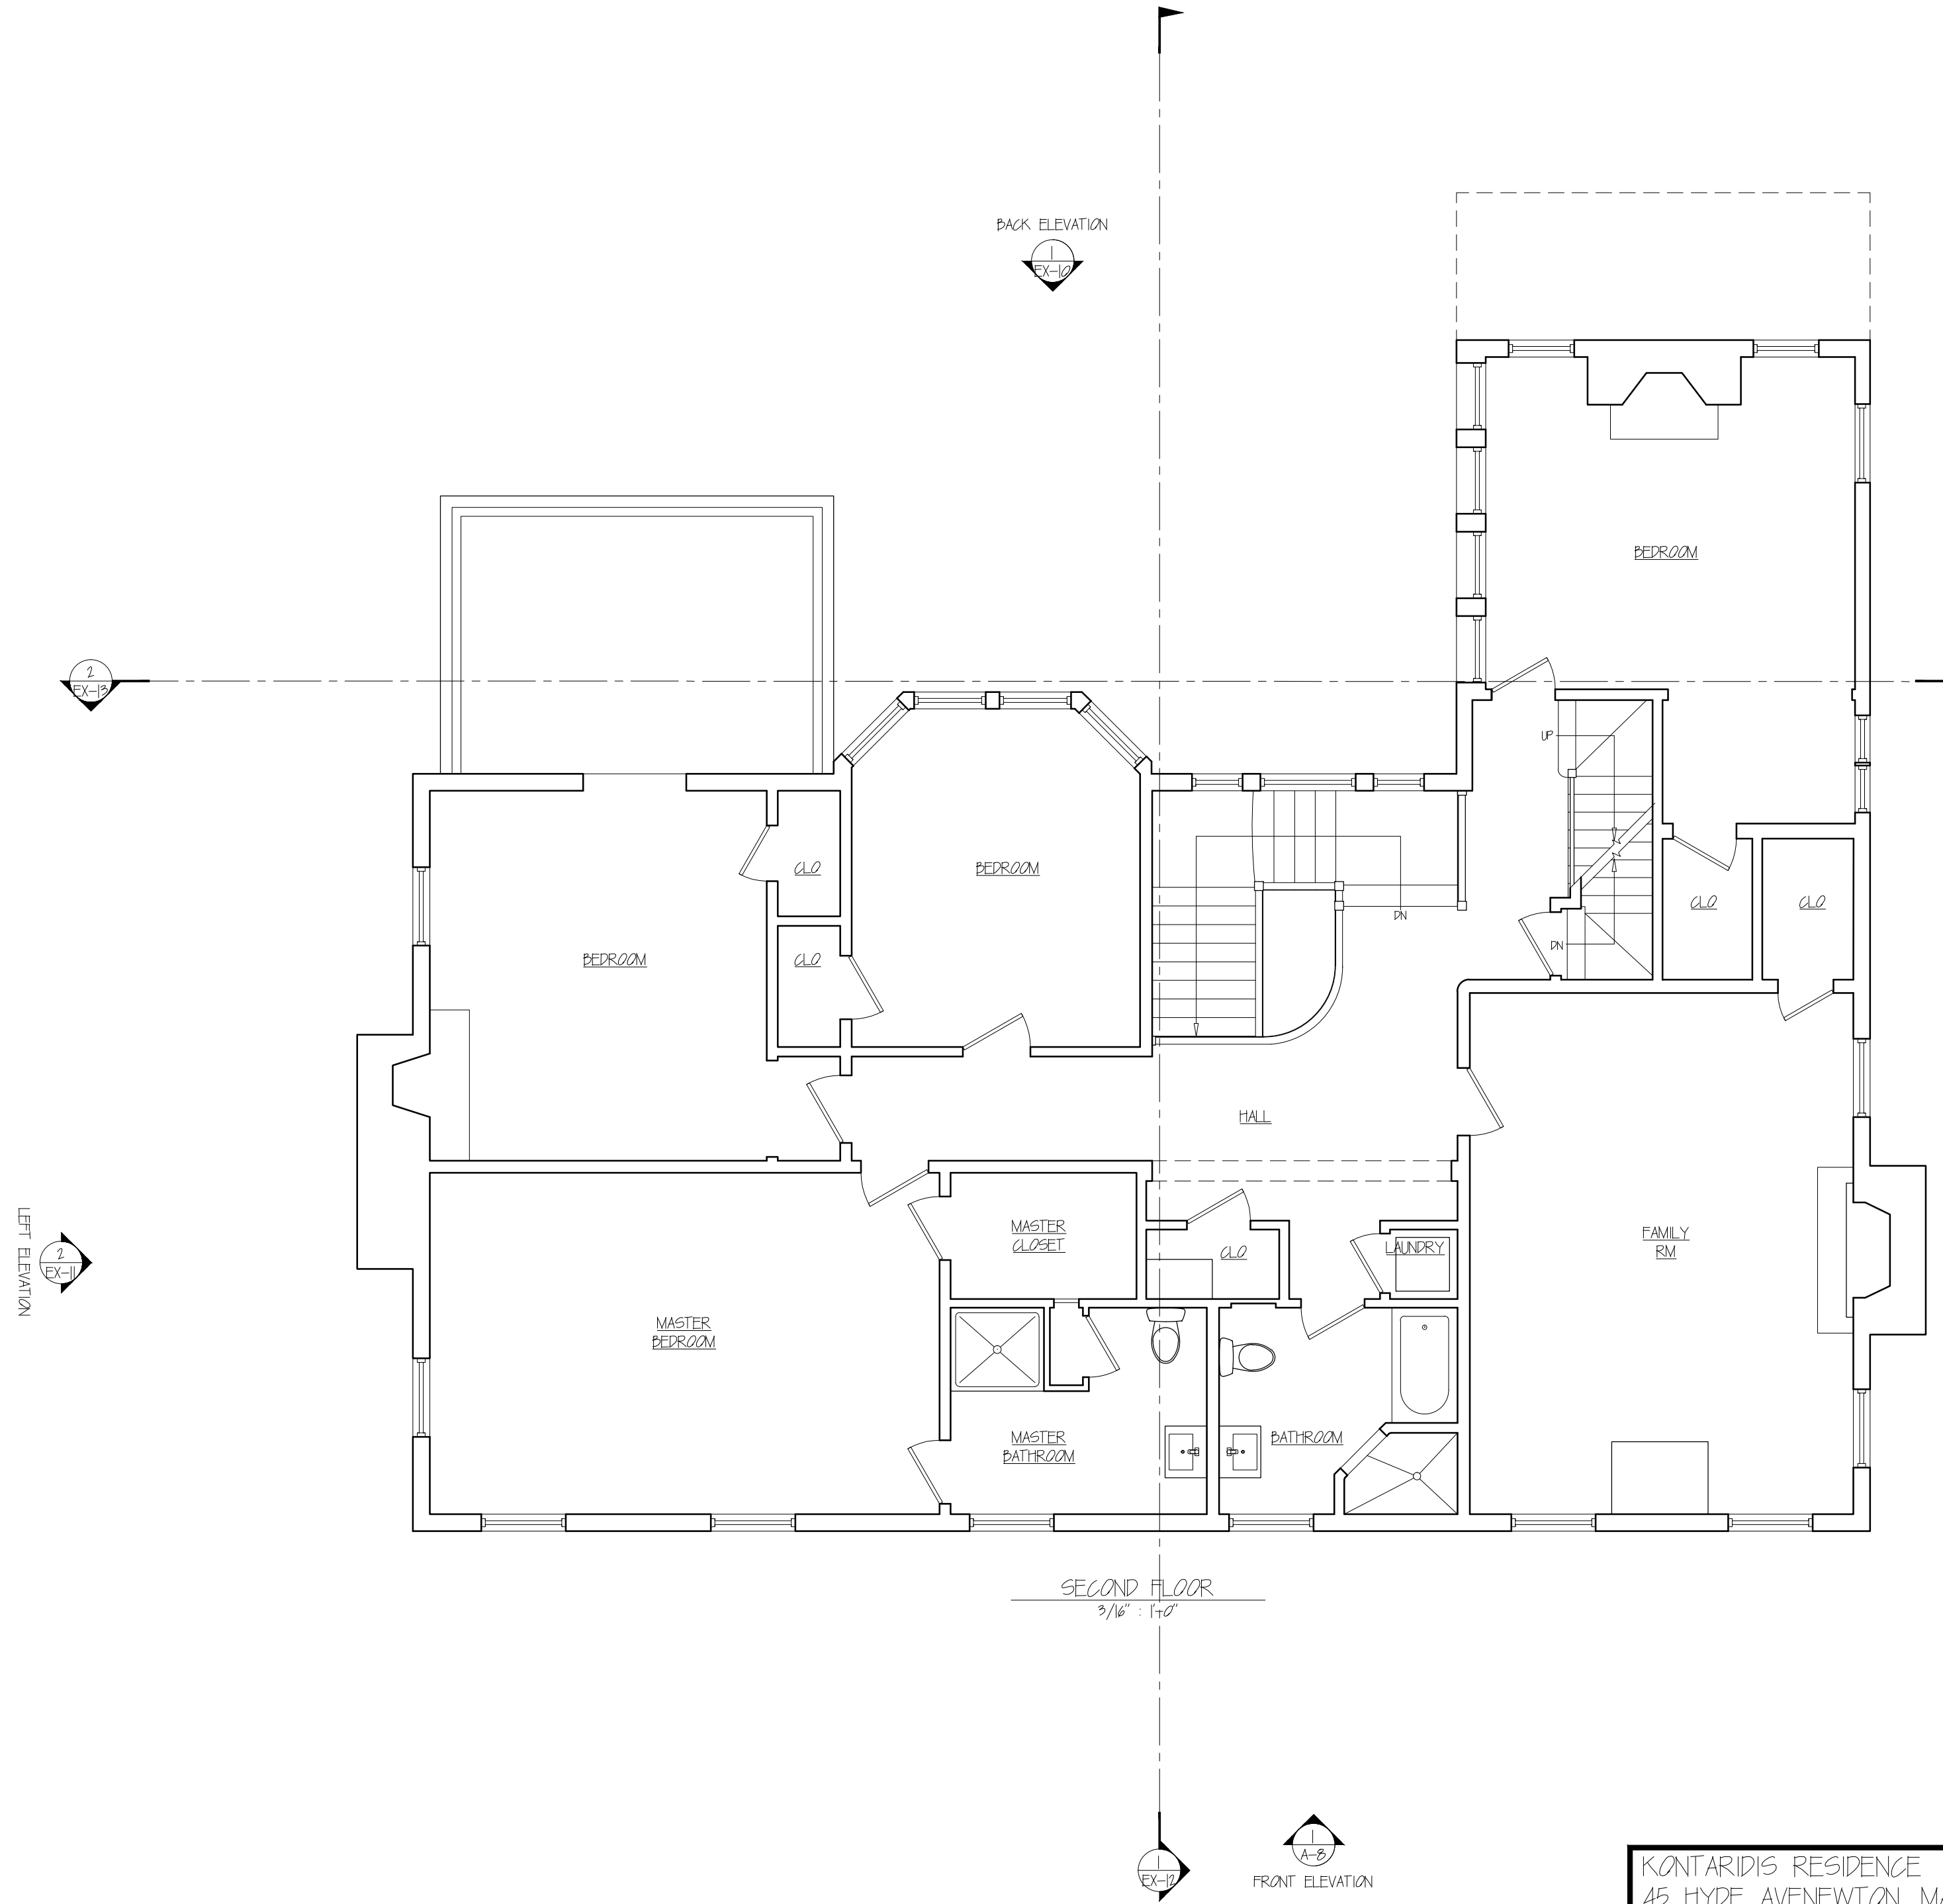 BACK ELEVATION
1
EX-10
BEDROOM
2
EX-13
UP
CLO
BEDROOM
CLO
CLO
DN
DN
BEDROOM
CLO
HALL
LEFT ELEVATION
2
EX-11
MASTER
CLOSET
CLO
LAUNDRY
FAMILY
RM
MASTER
BEDROOM
MASTER
BATHROOM
BATHROOM
SECOND FLOOR
3/16" : 1'-0"
1
A-8
1
EX-12
FRONT ELEVATION
KONTARIDIS RESIDENCE
45 HYDE AVENEWTON, MA